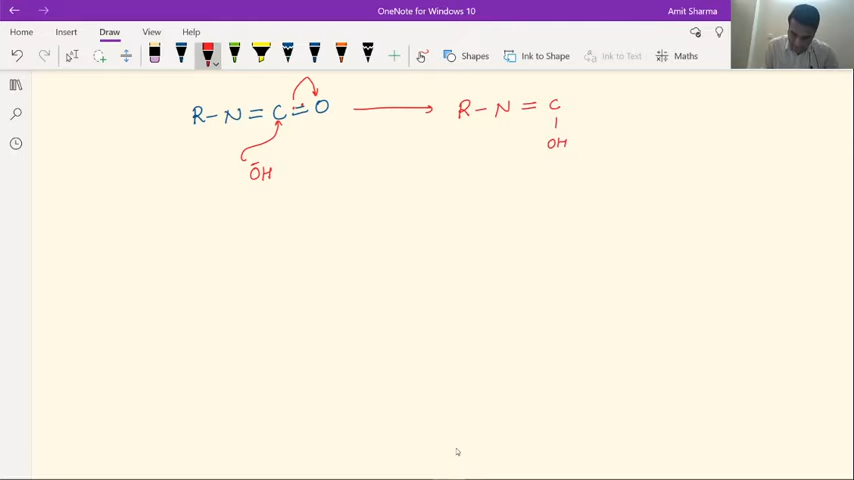 OneNote for Windows 10
Amit Sharma
Home Insert Draw View Help
Shapes Ink to Shape Ink to Text Maths
R-N=C=O → R-N=C
OH
ŌH